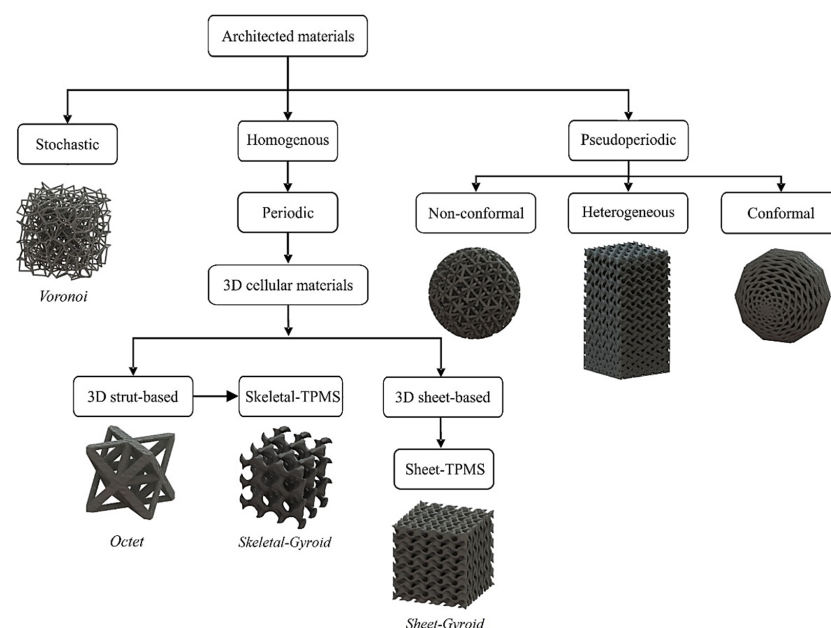 Architected materials
Stochastic
Homogenous
Pseudoperiodic
Periodic
Non-conformal
Heterogeneous
Conformal
3D cellular materials
Voronoi
3D strut-based
Skeletal-TPMS
3D sheet-based
Sheet-TPMS
Octet
Skeletal-Gyroid
Sheet-Gyroid